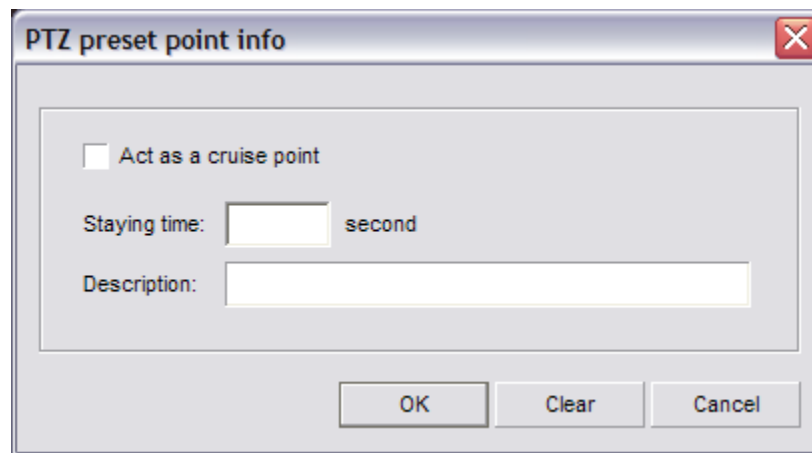 PTZ preset point info
Act as a cruise point
Staying time: second
Description:
OK Clear Cancel